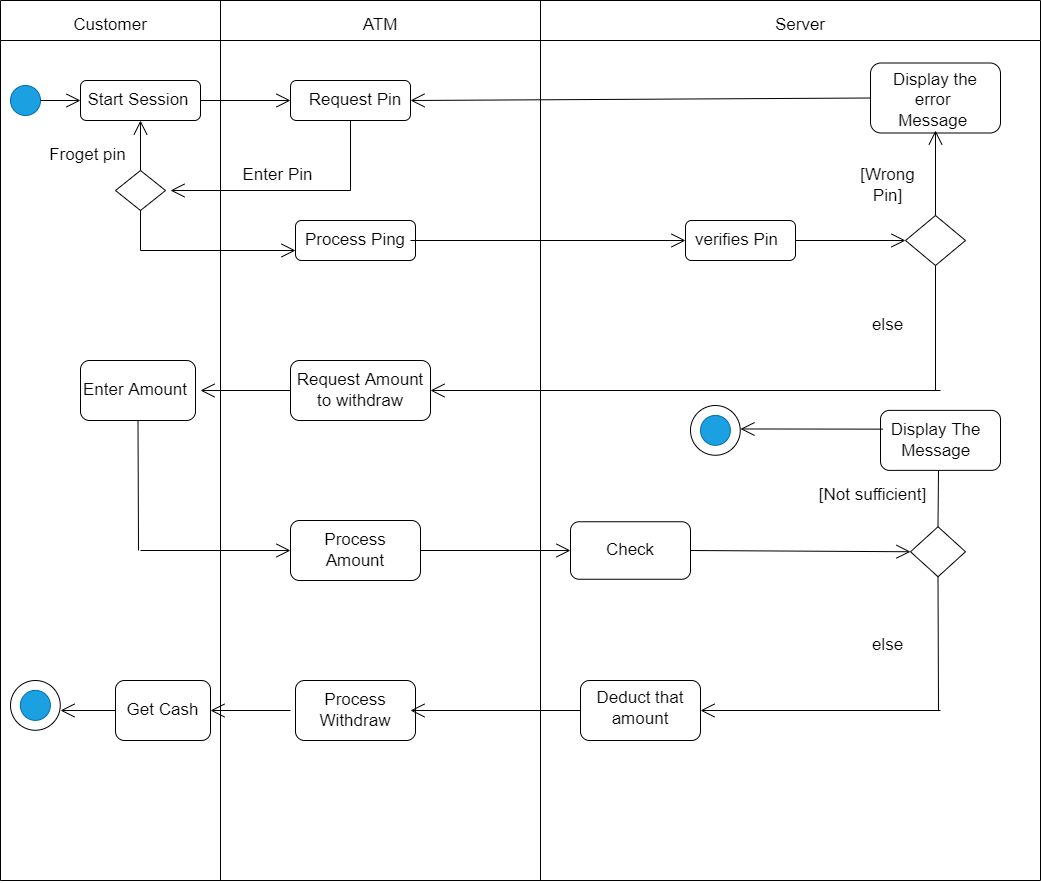 Customer
ATM
Server
Start Session
Request Pin
Display the
error
Message
Froget pin
Enter Pin
[Wrong
Pin]
Process Ping
verifies Pin
else
Enter Amount
Request Amount
to withdraw
Display The
Message
[Not sufficient]
Process
Amount
Check
else
Get Cash
Process
Withdraw
Deduct that
amount